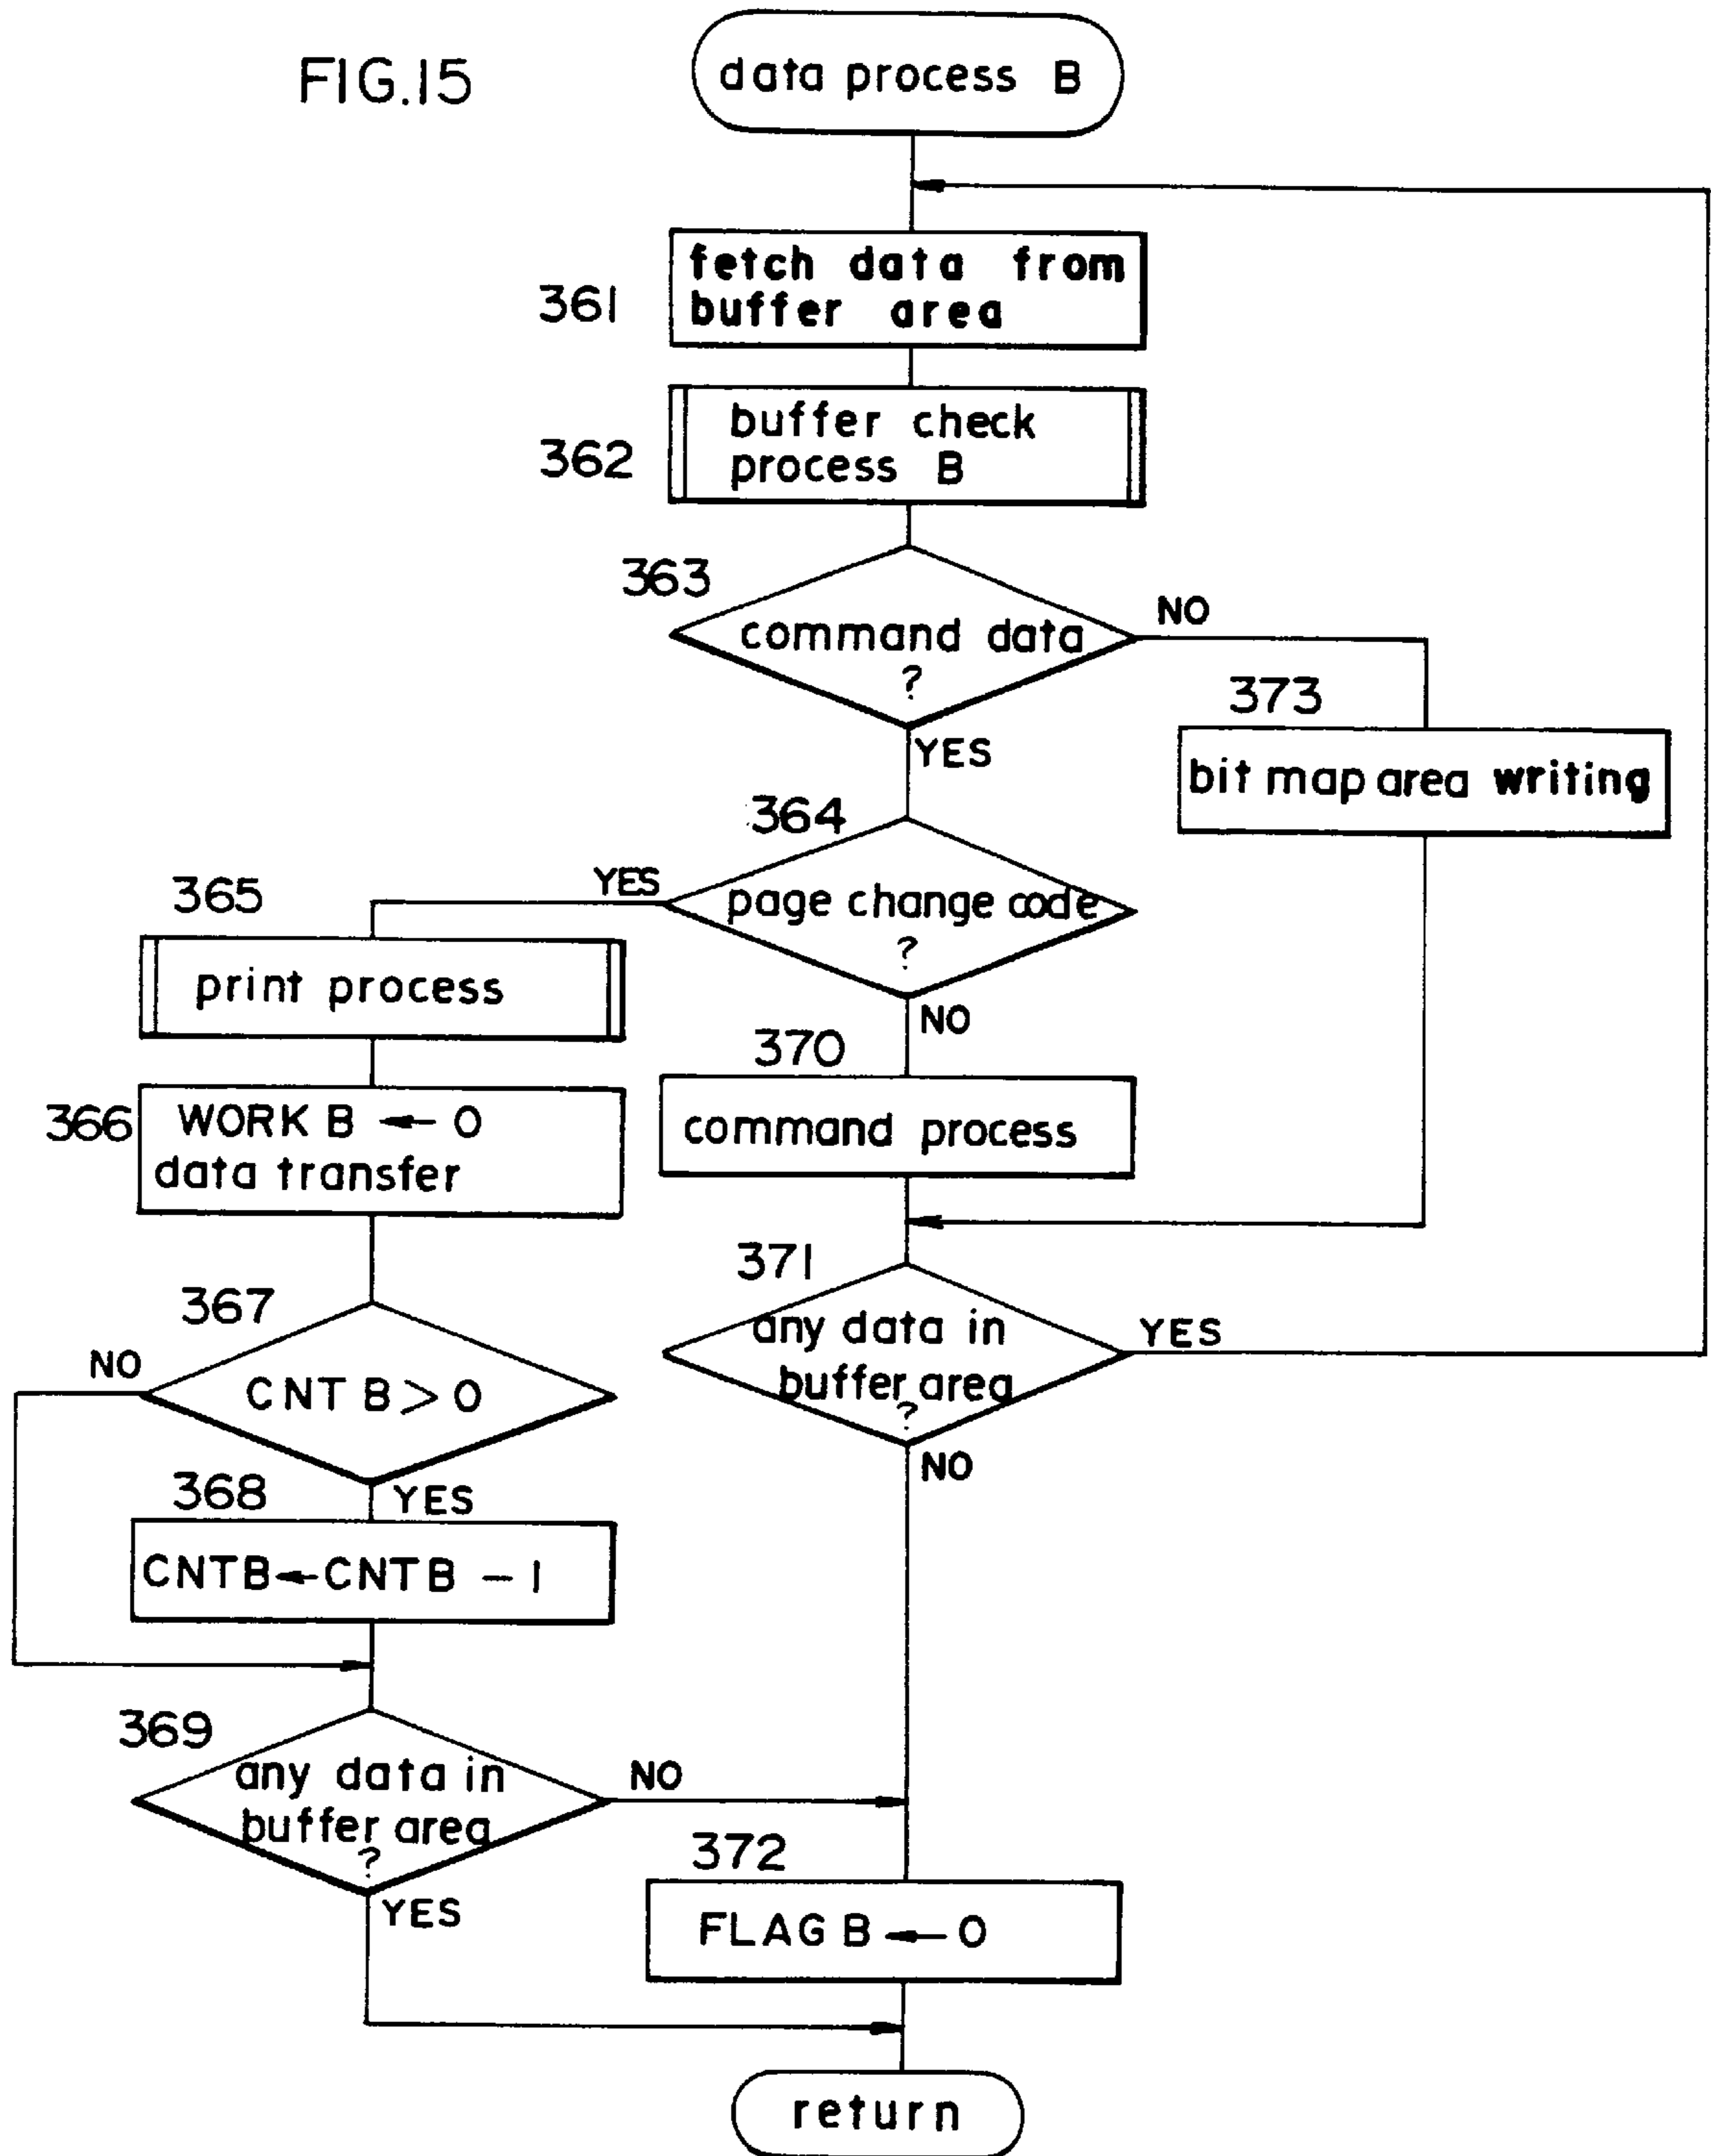 FIG.15
data process B
361
fetch data from
buffer area
362
buffer check
process B
363
command data
?
NO
YES
373
bit map area writing
364
page change code
?
YES
NO
365
print process
366
WORK B ← 0
data transfer
370
command process
371
any data in
buffer area
?
YES
NO
367
CNT B > 0
NO
YES
368
CNTB ← CNTB - 1
369
any data in
buffer area
?
NO
YES
372
FLAG B ← 0
return